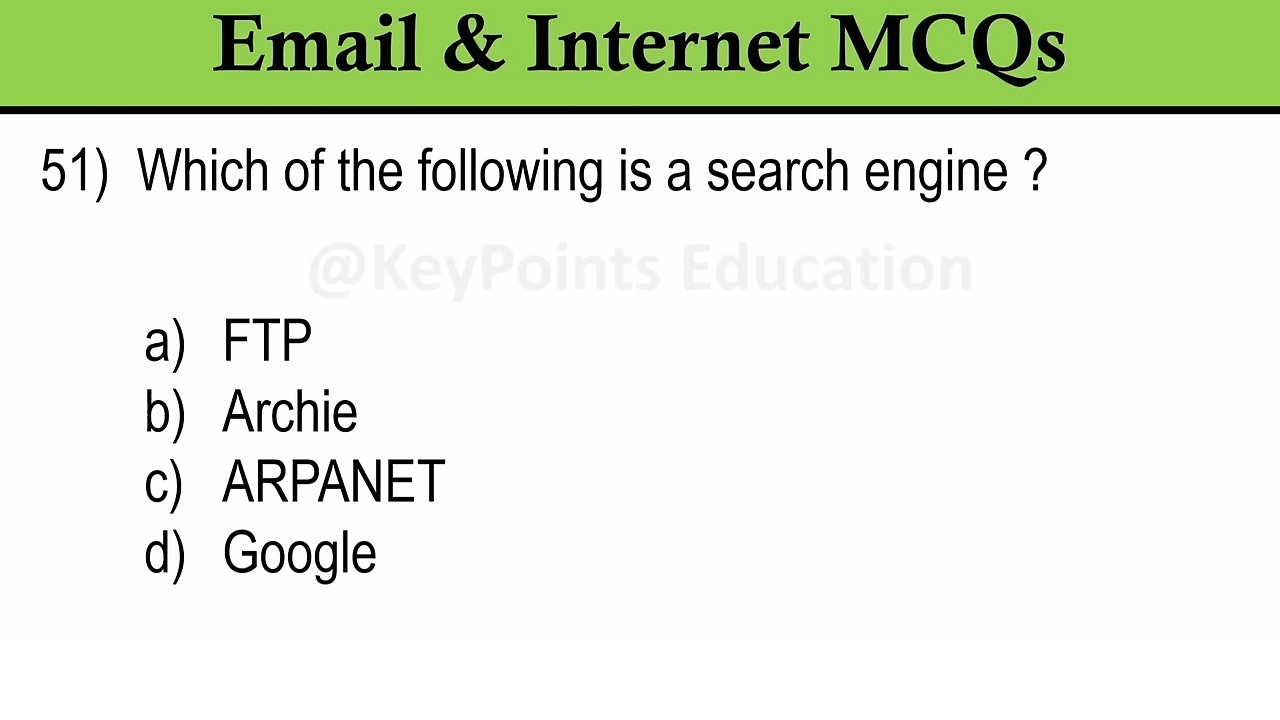 Email & Internet MCQs
51) Which of the following is a search engine ?
@KeyPoints Education
a) FTP
b) Archie
c) ARPANET
d) Google